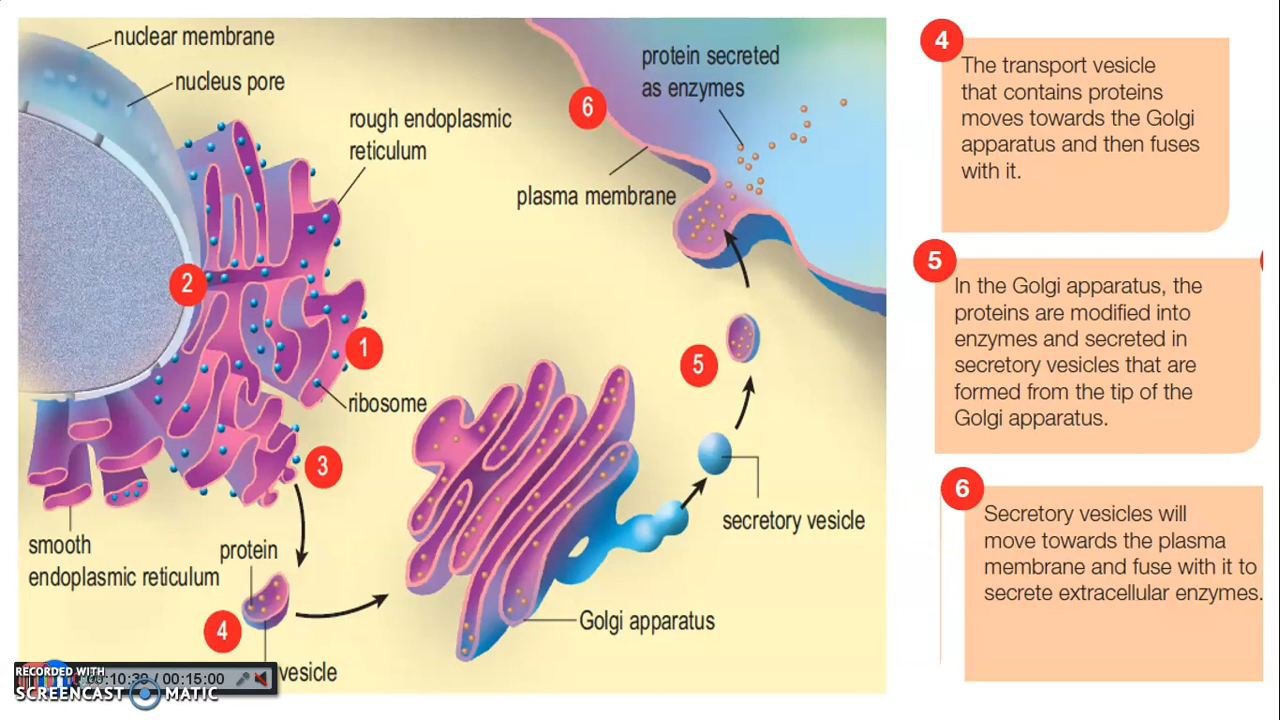 nuclear membrane
nucleus pore
rough endoplasmic
reticulum
protein secreted
as enzymes
6
plasma membrane
2
1
ribosome
3
5
secretory vesicle
smooth
endoplasmic reticulum
protein
4
vesicle
Golgi apparatus
4
The transport vesicle
that contains proteins
moves towards the Golgi
apparatus and then fuses
with it.
5
In the Golgi apparatus, the
proteins are modified into
enzymes and secreted in
secretory vesicles that are
formed from the tip of the
Golgi apparatus.
6
Secretory vesicles will
move towards the plasma
membrane and fuse with it to
secrete extracellular enzymes.
RECORDED WITH
/ 00:15:00
SCREENCAST MATIC